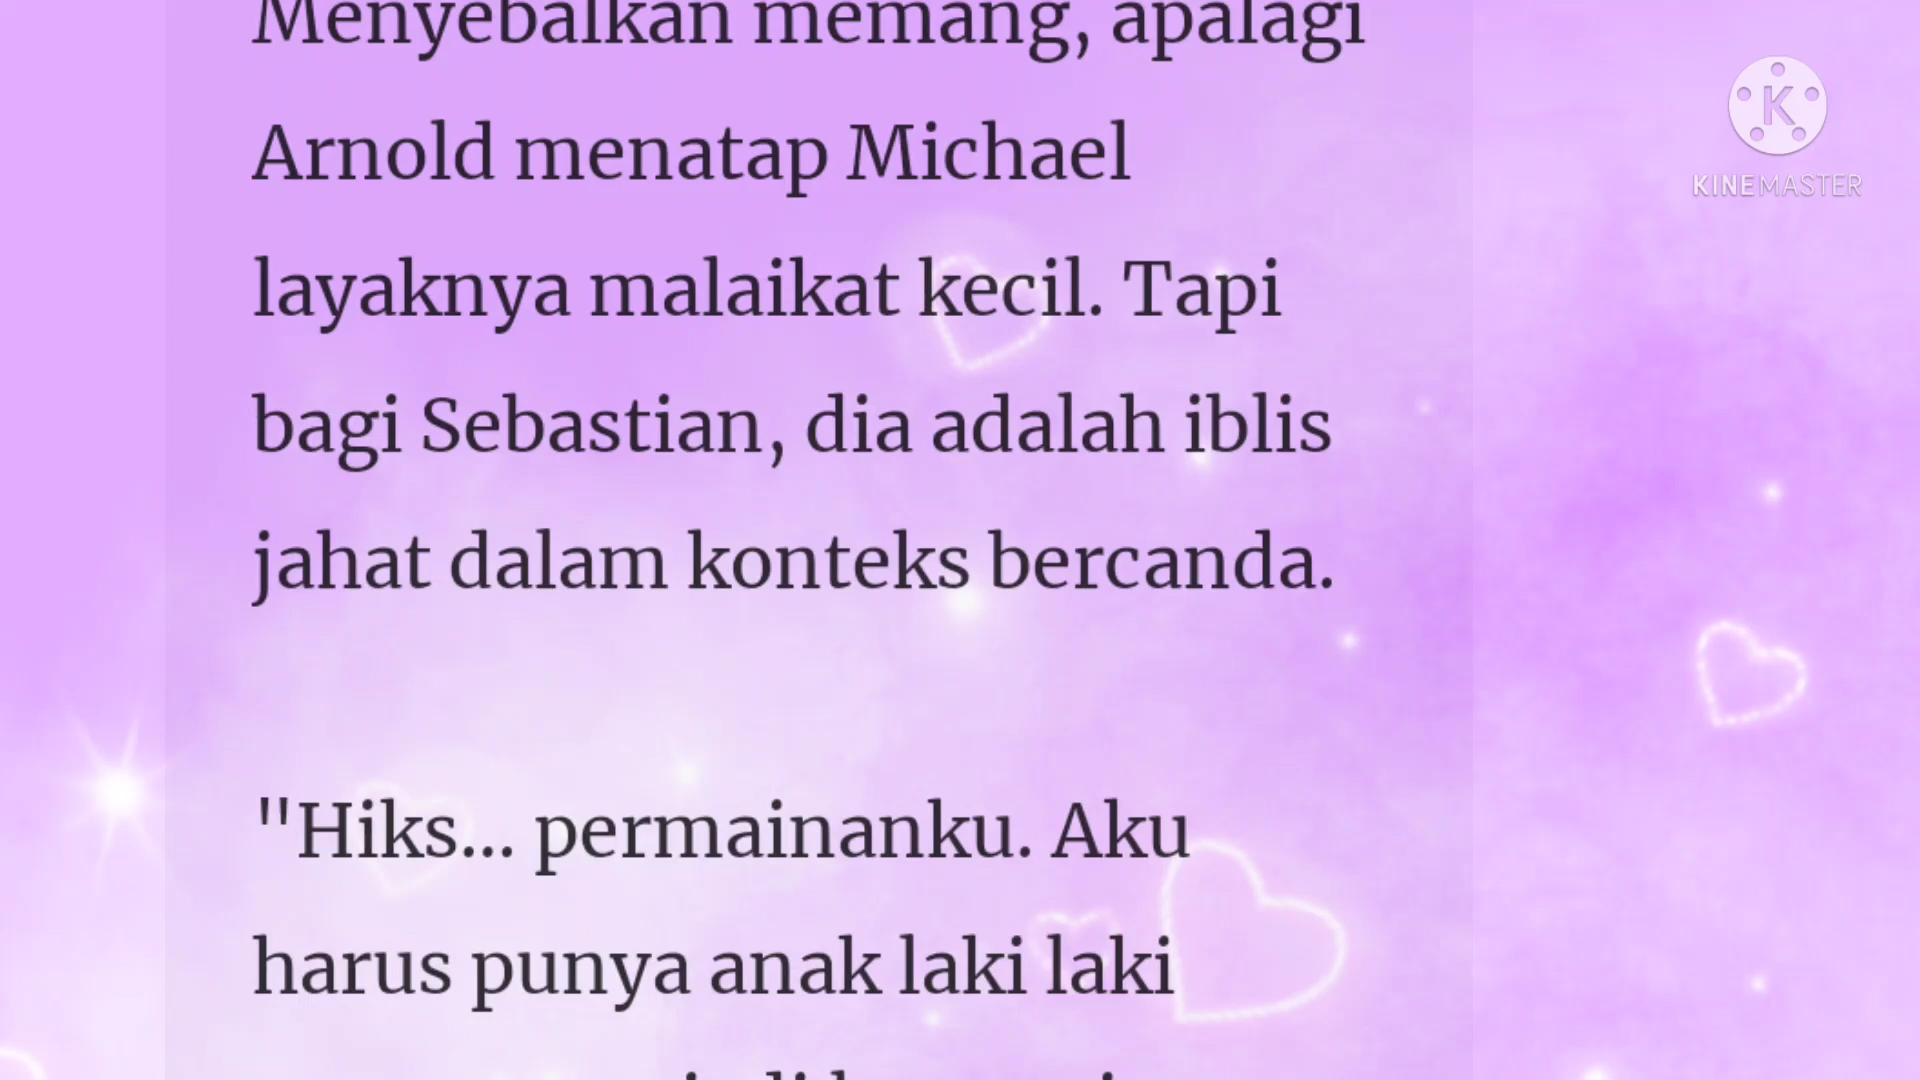 Menyebalkan memang, apalagi
Arnold menatap Michael
layaknya malaikat kecil. Tapi
bagi Sebastian, dia adalah iblis
jahat dalam konteks bercanda.
"Hiks... permainanku. Aku
harus punya anak laki laki
K
KINEMASTER